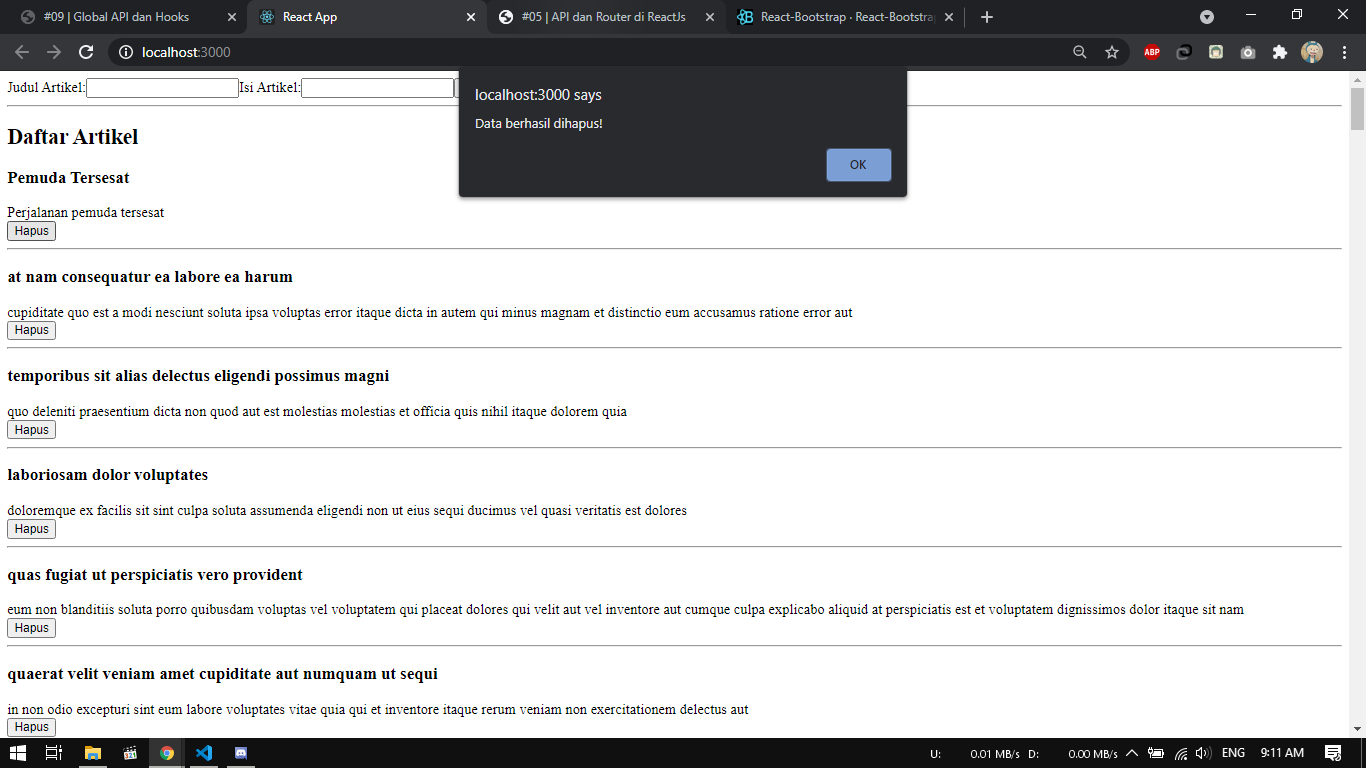 #09 | Global API dan Hooks
React App
#05 | API dan Router di ReactJs
React-Bootstrap · React-Bootstra
localhost:3000
ABP
Judul Artikel: Isi Artikel:
localhost:3000 says
Data berhasil dihapus!
OK
Daftar Artikel
Pemuda Tersesat
Perjalanan pemuda tersesat
Hapus
at nam consequatur ea labore ea harum
cupiditate quo est a modi nesciunt soluta ipsa voluptas error itaque dicta in autem qui minus magnam et distinctio eum accusamus ratione error aut
Hapus
temporibus sit alias delectus eligendi possimus magni
quo deleniti praesentium dicta non quod aut est molestias molestias et officia quis nihil itaque dolorem quia
Hapus
laboriosam dolor voluptates
doloremque ex facilis sit sint culpa soluta assumenda eligendi non ut eius sequi ducimus vel quasi veritatis est dolores
Hapus
quas fugiat ut perspiciatis vero provident
eum non blanditiis soluta porro quibusdam voluptas vel voluptatem qui placeat dolores qui velit aut vel inventore aut cumque culpa explicabo aliquid at perspiciatis est et voluptatem dignissimos dolor itaque sit nam
Hapus
quaerat velit veniam amet cupiditate aut numquam ut sequi
in non odio excepturi sint eum labore voluptates vitae quia qui et inventore itaque rerum veniam non exercitationem delectus aut
Hapus
U: 0.01 MB/s D: 0.00 MB/s ENG 9:11 AM